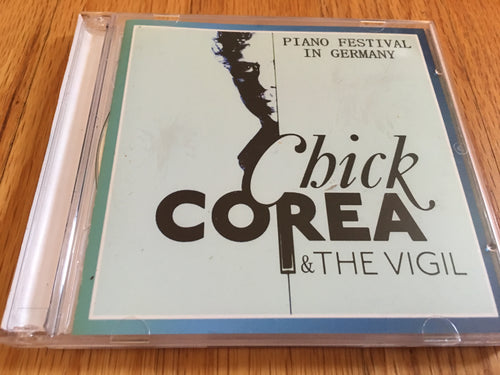 PIANO FESTIVAL
IN GERMANY
Chick
COREA
& THE VIGIL